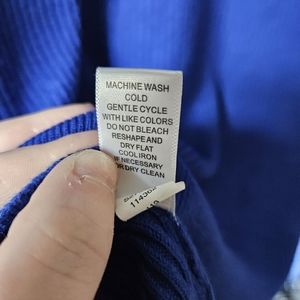 MACHINE WASH
COLD
GENTLE CYCLE
WITH LIKE COLORS
DO NOT BLEACH
RESHAPE AND
DRY FLAT
COOL IRON
IF NECESSARY
OR DRY CLEAN